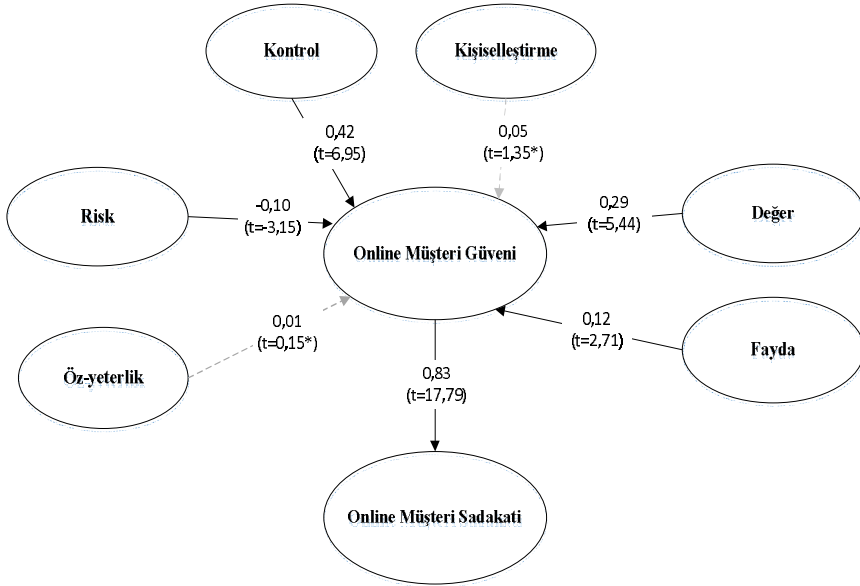 Kontrol
Kişiselleştirme
0,42
(t=6,95)
0,05
(t=1,35*)
Risk
-0,10
(t=-3,15)
0,29
(t=5,44)
Değer
Online Müşteri Güveni
0,01
(t=0,15*)
0,12
(t=2,71)
Öz-yeterlik
Fayda
0,83
(t=17,79)
Online Müşteri Sadakati